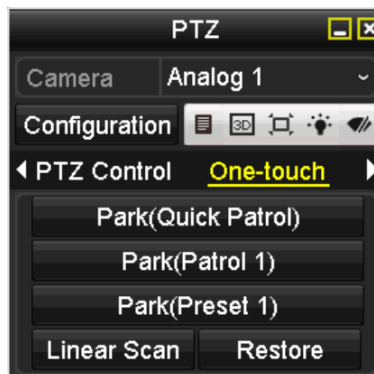 PTZ
Camera Analog 1
Configuration 3D
PTZ Control One-touch
Park(Quick Patrol)
Park(Patrol 1)
Park(Preset 1)
Linear Scan Restore